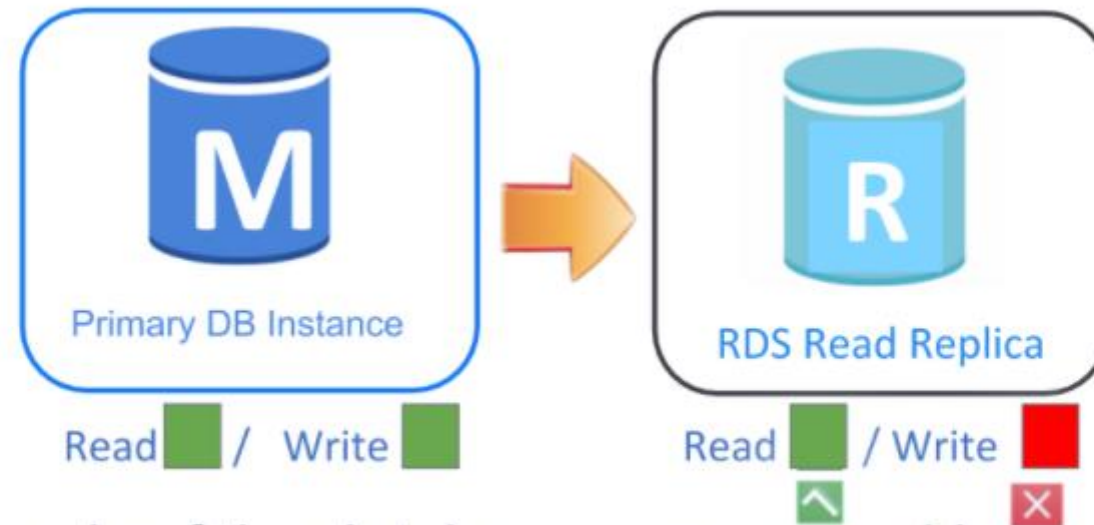 M
R
Primary DB Instance
RDS Read Replica
Read / Write
Read / Write